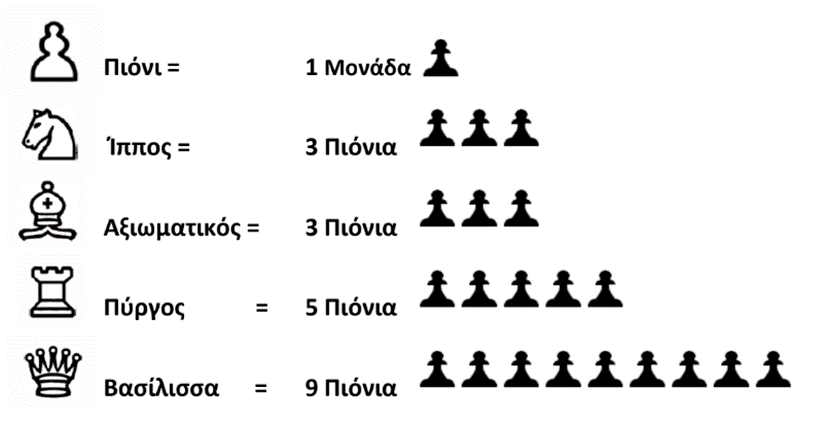 Πιόνι = 1 Μονάδα
Ίππος = 3 Πιόνια
Αξιωματικός = 3 Πιόνια
Πύργος = 5 Πιόνια
Βασίλισσα = 9 Πιόνια